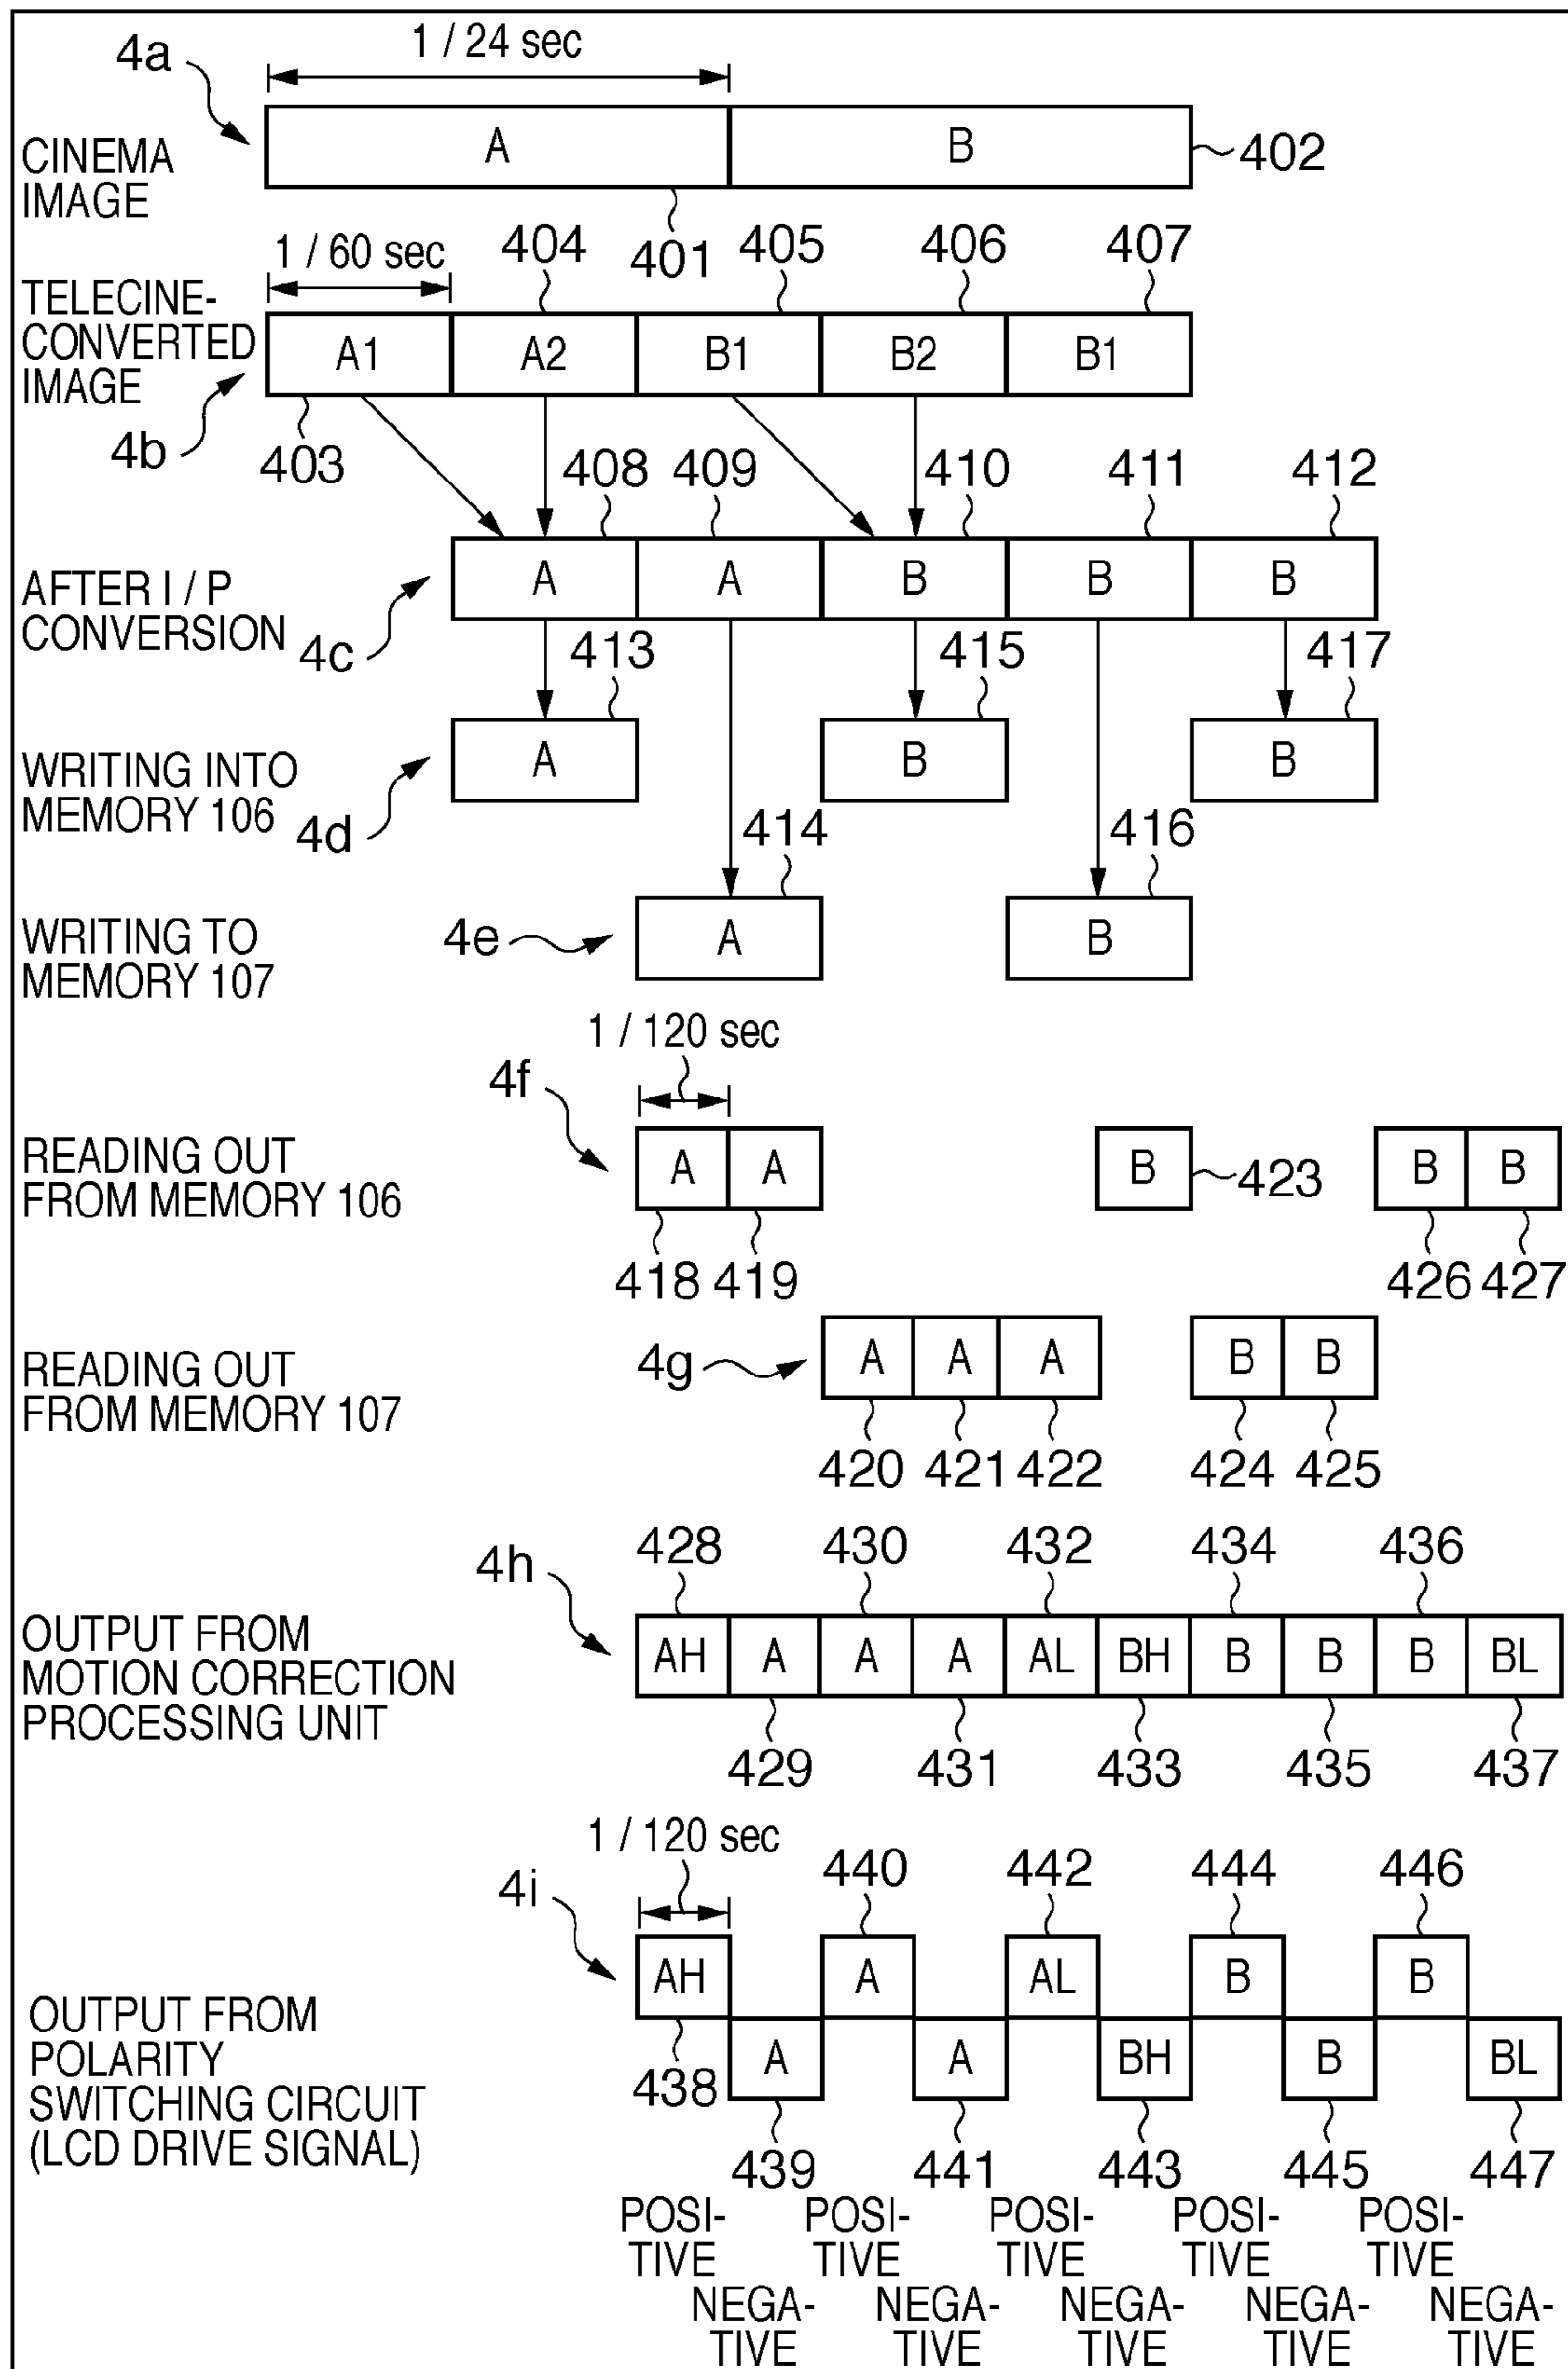 1 / 24 sec
4a
A
B
402
CINEMA
IMAGE
401
1 / 60 sec
404
405
406
407
TELECINE-
CONVERTED
IMAGE
A1
A2
B1
B2
B1
4b
403
408
409
410
411
412
AFTER I / P
CONVERSION
4c
A
A
B
B
B
413
415
417
WRITING INTO
MEMORY 106
4d
A
B
B
414
416
WRITING TO
MEMORY 107
4e
A
B
1 / 120 sec
4f
READING OUT
FROM MEMORY 106
A
A
B
423
B
B
418
419
426
427
READING OUT
FROM MEMORY 107
4g
A
A
A
B
B
420
421
422
424
425
4h
428
430
432
434
436
OUTPUT FROM
MOTION CORRECTION
PROCESSING UNIT
AH
A
A
A
AL
BH
B
B
B
BL
429
431
433
435
437
1 / 120 sec
4i
440
442
444
446
AH
A
AL
B
B
OUTPUT FROM
POLARITY
SWITCHING CIRCUIT
(LCD DRIVE SIGNAL)
438
A
A
BH
B
BL
439
441
443
445
447
POSI-
TIVE
POSI-
TIVE
POSI-
TIVE
POSI-
TIVE
POSI-
TIVE
NEGA-
TIVE
NEGA-
TIVE
NEGA-
TIVE
NEGA-
TIVE
NEGA-
TIVE